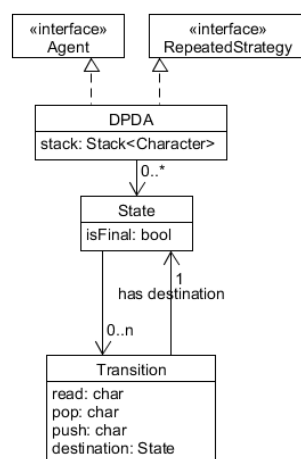 «interface»
Agent
«interface»
RepeatedStrategy
DPDA
stack: Stack<Character>
0..*
State
isFinal: bool
1
has destination
0..n
Transition
read: char
pop: char
push: char
destination: State